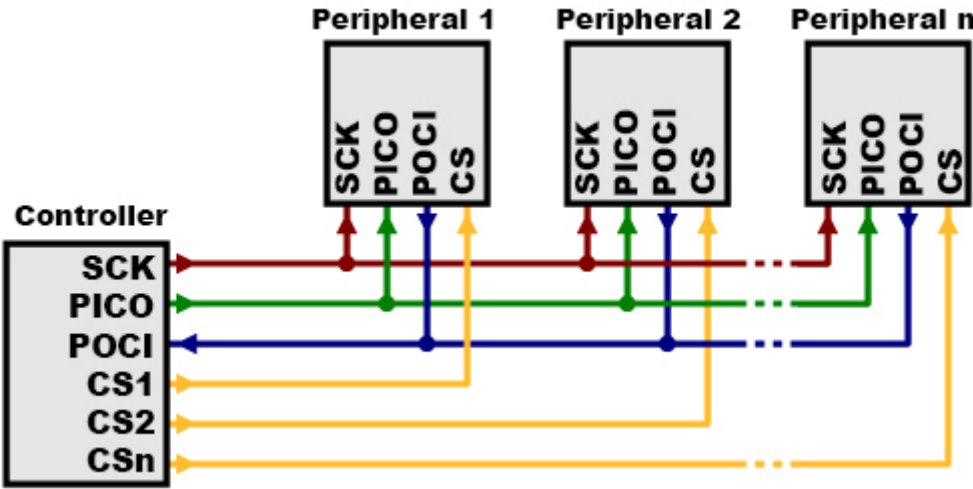 Peripheral 1
Peripheral 2
Peripheral n
SCK
PICO
POCI
CS
SCK
PICO
POCI
CS
SCK
PICO
POCI
CS
Controller
SCK
PICO
POCI
CS1
CS2
CSn